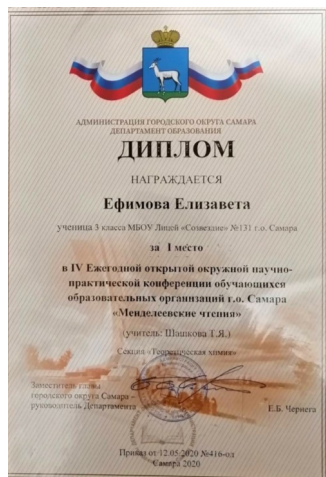 АДМИНИСТРАЦИЯ ГОРОДСКОГО ОКРУГА САМАРА
ДЕПАРТАМЕНТ ОБРАЗОВАНИЯ
ДИПЛОМ
НАГРАЖДАЕТСЯ
Ефимова Елизавета
ученица 3 класса МБОУ Лицей «Созвездие» №131 г.о. Самара
за I место
в IV Ежегодной открытой окружной научно-
практической конференции обучающихся
образовательных организаций г.о. Самара
«Менделеевские чтения»
(учитель: Шашкова Т.Я.)
Секция «Теоретическая химия»
Заместитель главы
городского округа Самара –
руководитель Департамента
Е.Б. Чернега
Приказ от 12.05.2020 №416-од
Самара 2020